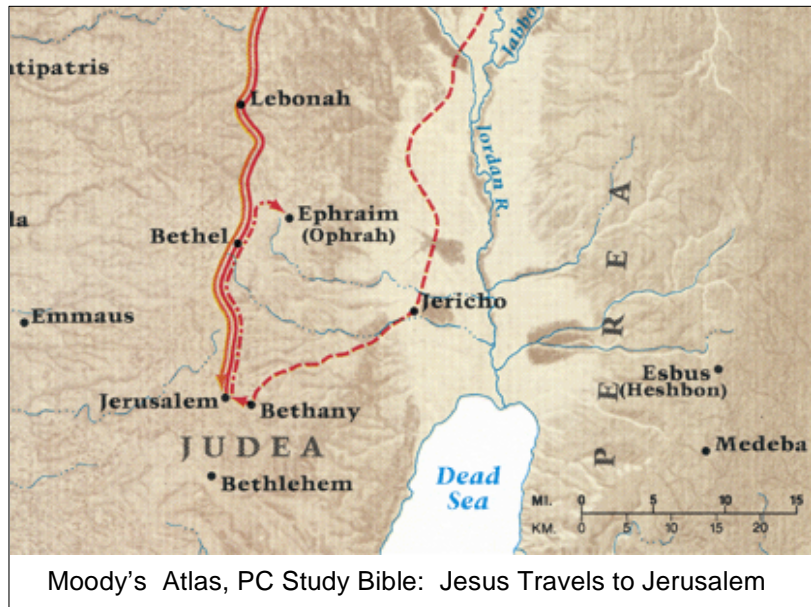 Jabbok
ntipatris
Lebonah
Jordan R.
Ephraim
(Ophrah)
la
Bethel
PEREA
Jericho
Emmaus
Esbus
(Heshbon)
Jerusalem
Bethany
JUDEA
Medeba
Bethlehem
Dead
Sea
MI. 0 5 10 15
KM. 0 5 10 15 20
Moody's Atlas, PC Study Bible: Jesus Travels to Jerusalem